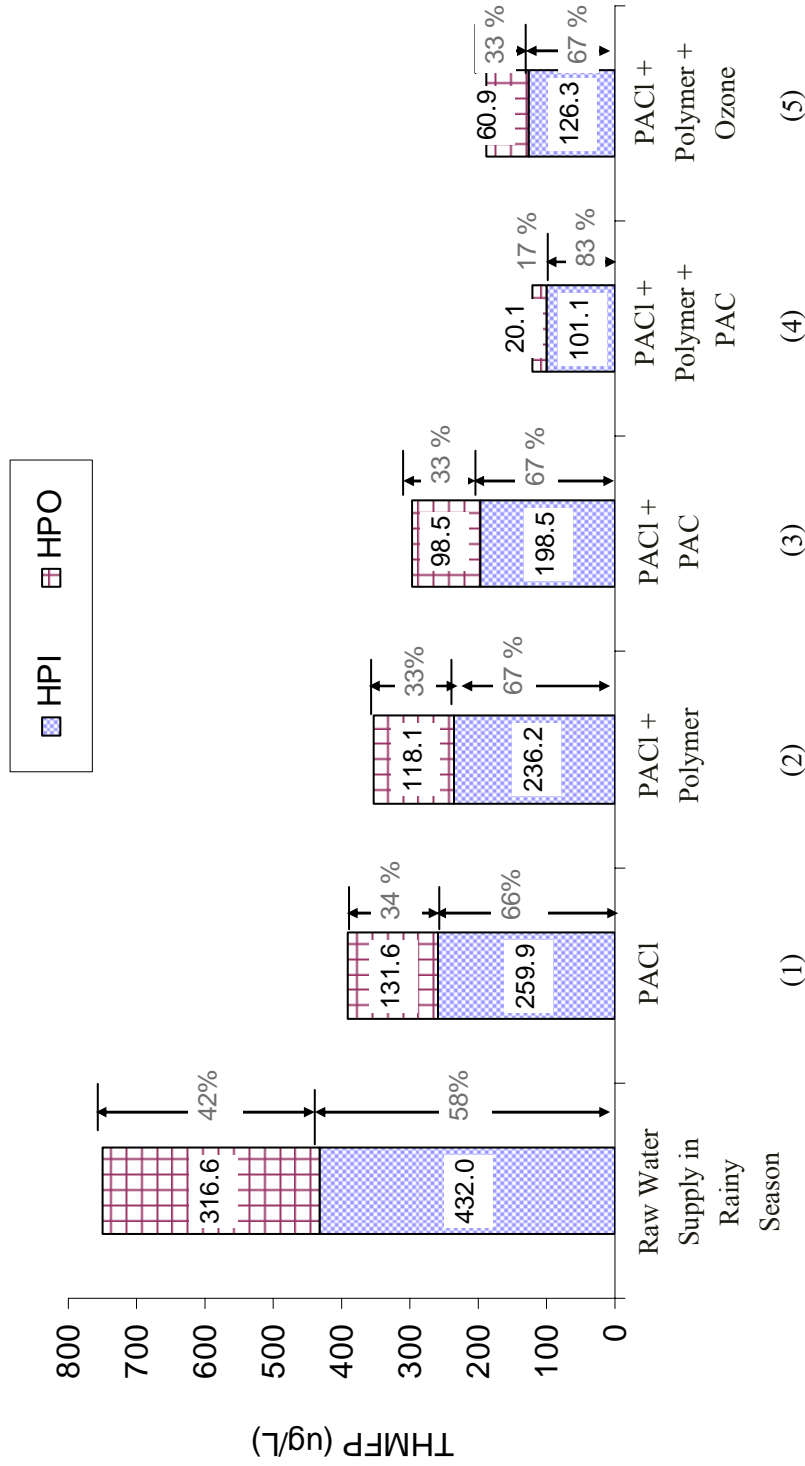 HPI HPO
THMFP (ug/L)
800
700
600
500
400
300
200
100
0
316.6
432.0
42%
58%
131.6
259.9
34 %
66%
118.1
236.2
33%
67 %
98.5
198.5
33 %
67 %
20.1
101.1
17 %
83 %
60.9
126.3
33 %
67 %
Raw Water
Supply in
Rainy
Season
PACl
(1)
PACl +
Polymer
(2)
PACl +
PAC
(3)
PACl +
Polymer +
PAC
(4)
PACl +
Polymer +
Ozone
(5)